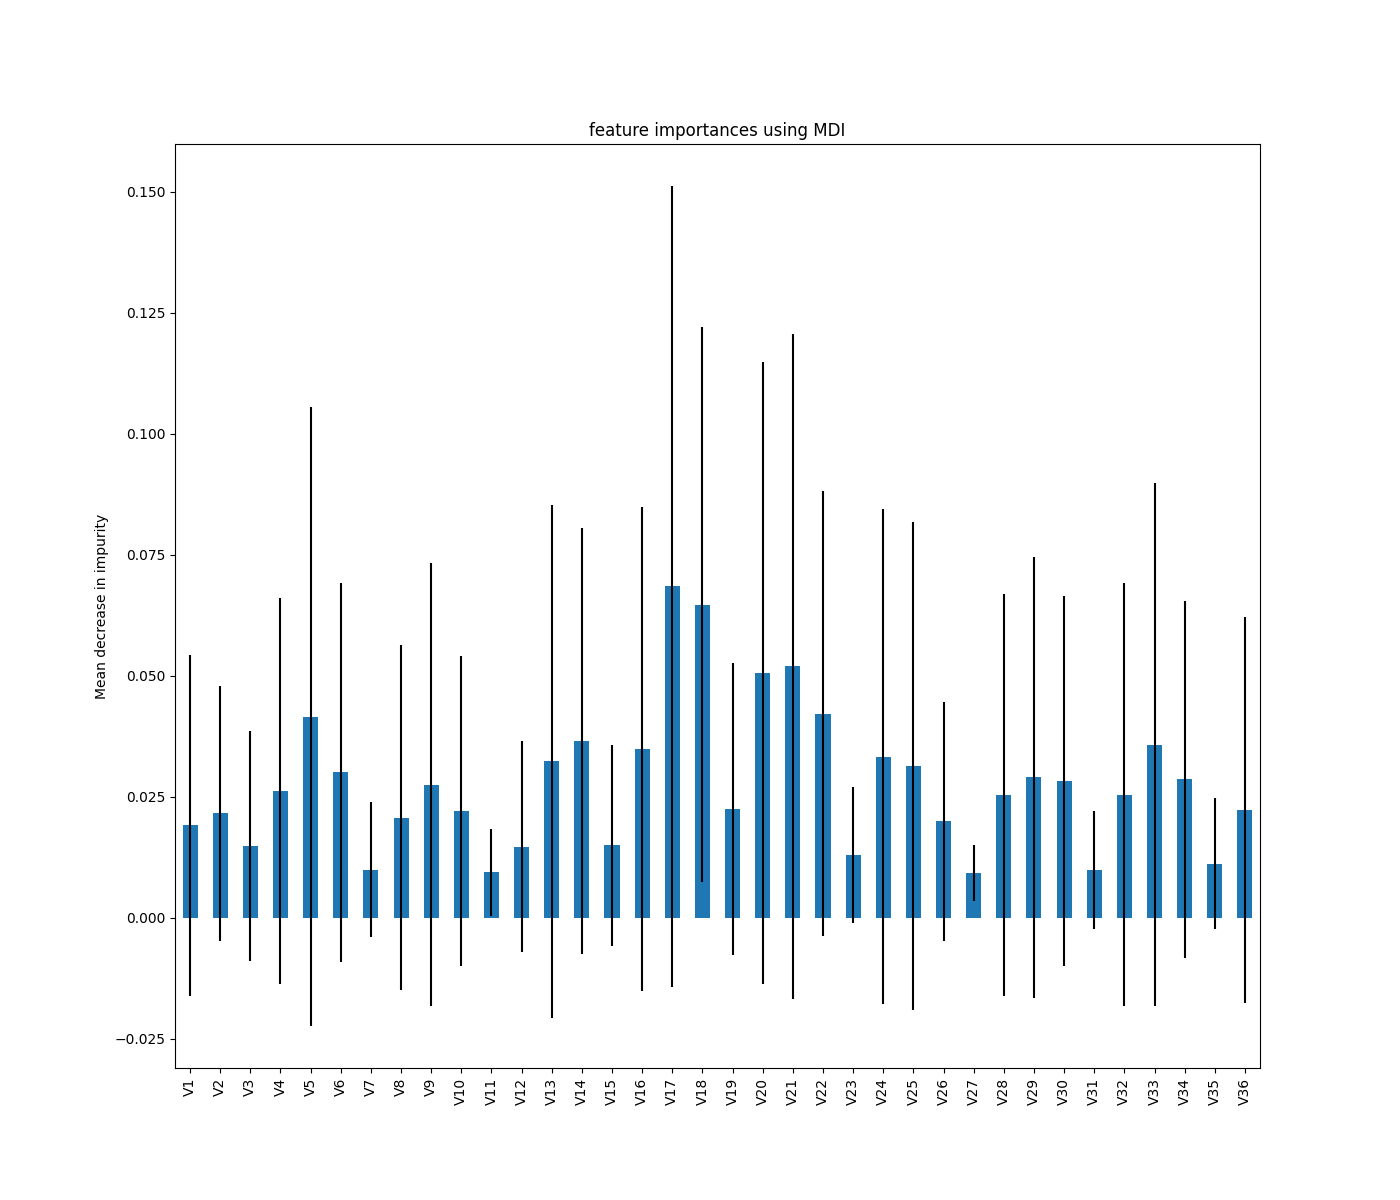 feature importances using MDI
Mean decrease in impurity
0.150
0.125
0.100
0.075
0.050
0.025
0.000
−0.025
V1
V2
V3
V4
V5
V6
V7
V8
V9
V10
V11
V12
V13
V14
V15
V16
V17
V18
V19
V20
V21
V22
V23
V24
V25
V26
V27
V28
V29
V30
V31
V32
V33
V34
V35
V36